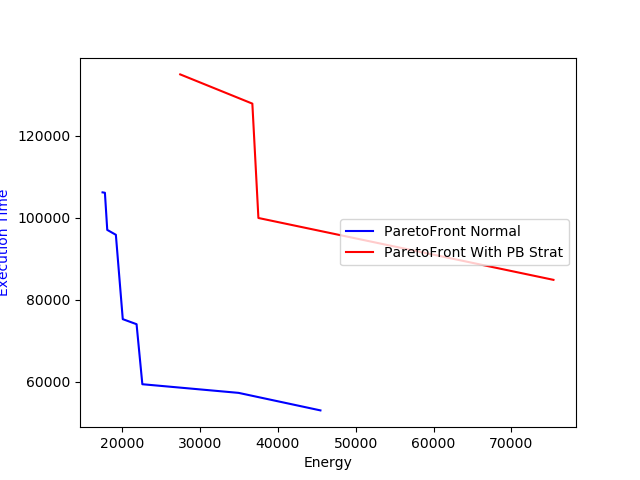 120000
100000
80000
60000
Execution Time
ParetoFront Normal
ParetoFront With PB Strat
20000 30000 40000 50000 60000 70000
Energy